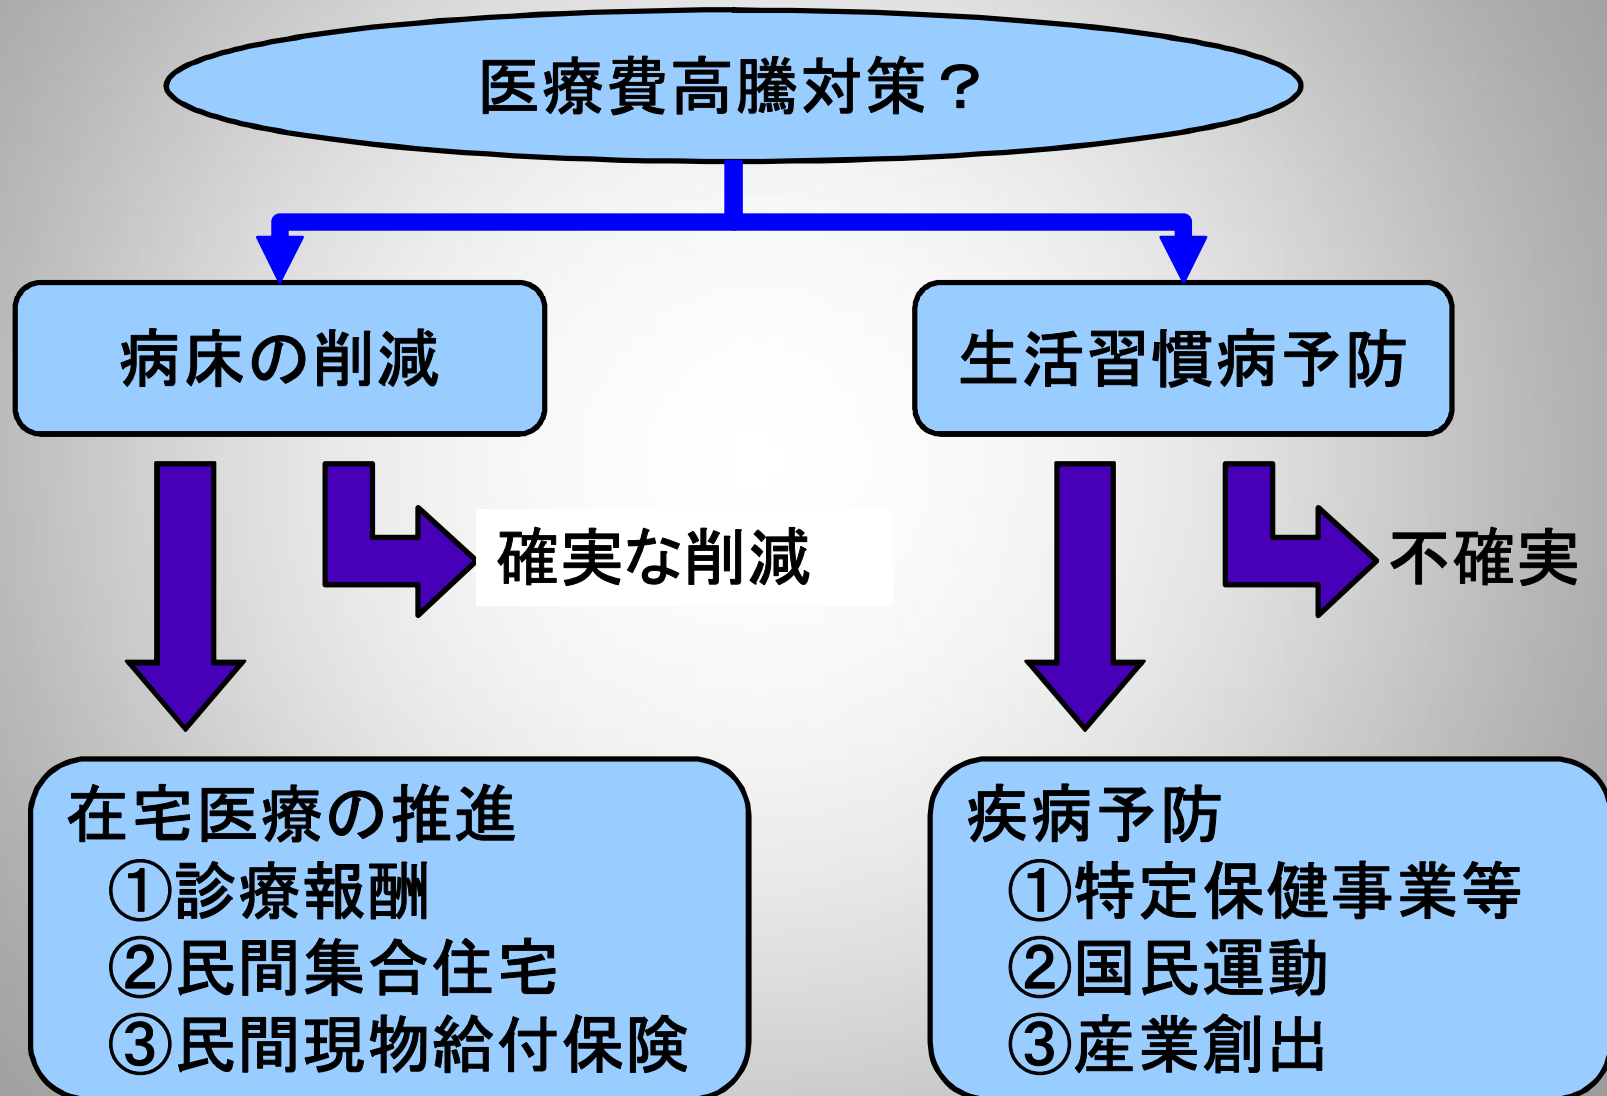 医療費高騰対策？
病床の削減
生活習慣病予防
確実な削減
不確実
在宅医療の推進
①診療報酬
②民間集合住宅
③民間現物給付保険
疾病予防
①特定保健事業等
②国民運動
③産業創出